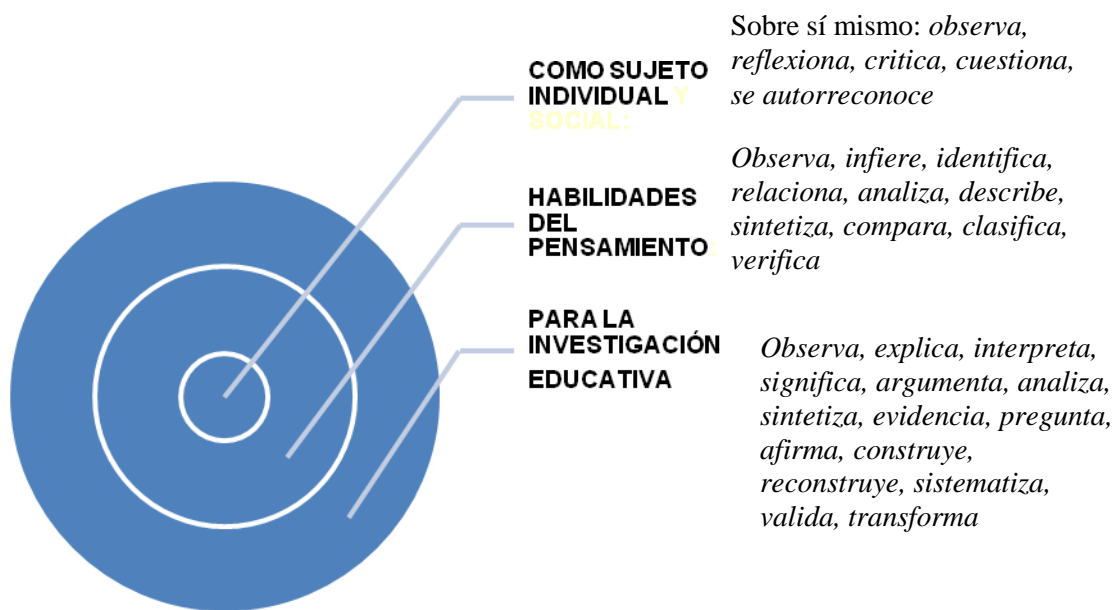 Sobre sí mismo: observa,
reflexiona, critica, cuestiona,
se autorreconoce
COMO SUJETO
INDIVIDUAL Y
SOCIAL:
Observa, infiere, identifica,
relaciona, analiza, describe,
sintetiza, compara, clasifica,
verifica
HABILIDADES
DEL
PENSAMIENTO:
PARA LA
INVESTIGACIÓN
EDUCATIVA
Observa, explica, interpreta,
significa, argumenta, analiza,
sintetiza, evidencia, pregunta,
afirma, construye,
reconstruye, sistematiza,
valida, transforma